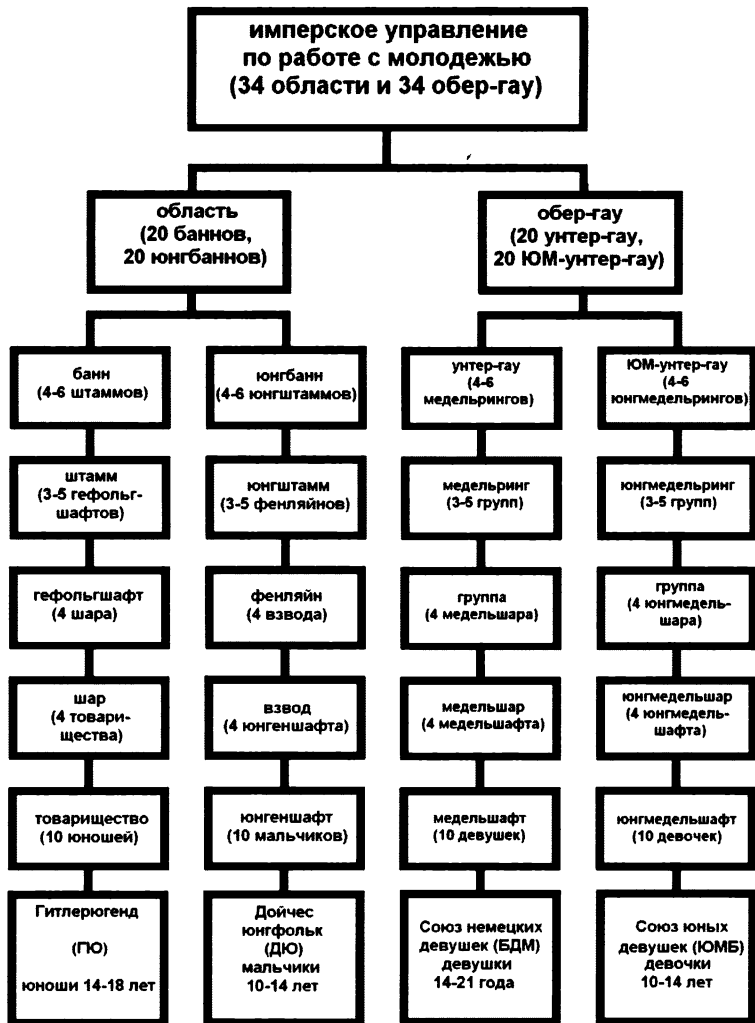 имперское управление
по работе с молодежью
(34 области и 34 обер-гау)
область
(20 баннов,
20 юнгбаннов)
обер-гау
(20 унтер-гау,
20 ЮМ-унтер-гау)
банн
(4-6 штаммов)
юнгбанн
(4-6 юнгштаммов)
унтер-гау
(4-6
медельрингов)
ЮМ-унтер-гау
(4-6
юнгмедельрингов)
штамм
(3-5 гефольг-
шафтов)
юнгштамм
(3-5 фенляйнов)
медельринг
(3-5 групп)
юнгмедельринг
(3-5 групп)
гефольгшафт
(4 шара)
фенляйн
(4 взвода)
группа
(4 медельшара)
группа
(4 юнгмедель-
шара)
шар
(4 товари-
щества)
взвод
(4 юнгеншафта)
медельшар
(4 медельшафта)
юнгмедельшар
(4 юнгмедель-
шафта)
товарищество
(10 юношей)
юнгеншафт
(10 мальчиков)
медельшафт
(10 девушек)
юнгмедельшафт
(10 девочек)
Гитлерюгенд
(ГЮ)
юноши 14-18 лет
Дойчес
юнгфольк
(ДЮ)
мальчики
10-14 лет
Союз немецких
девушек (БДМ)
девушки
14-21 года
Союз юных
девушек (ЮМБ)
девочки
10-14 лет